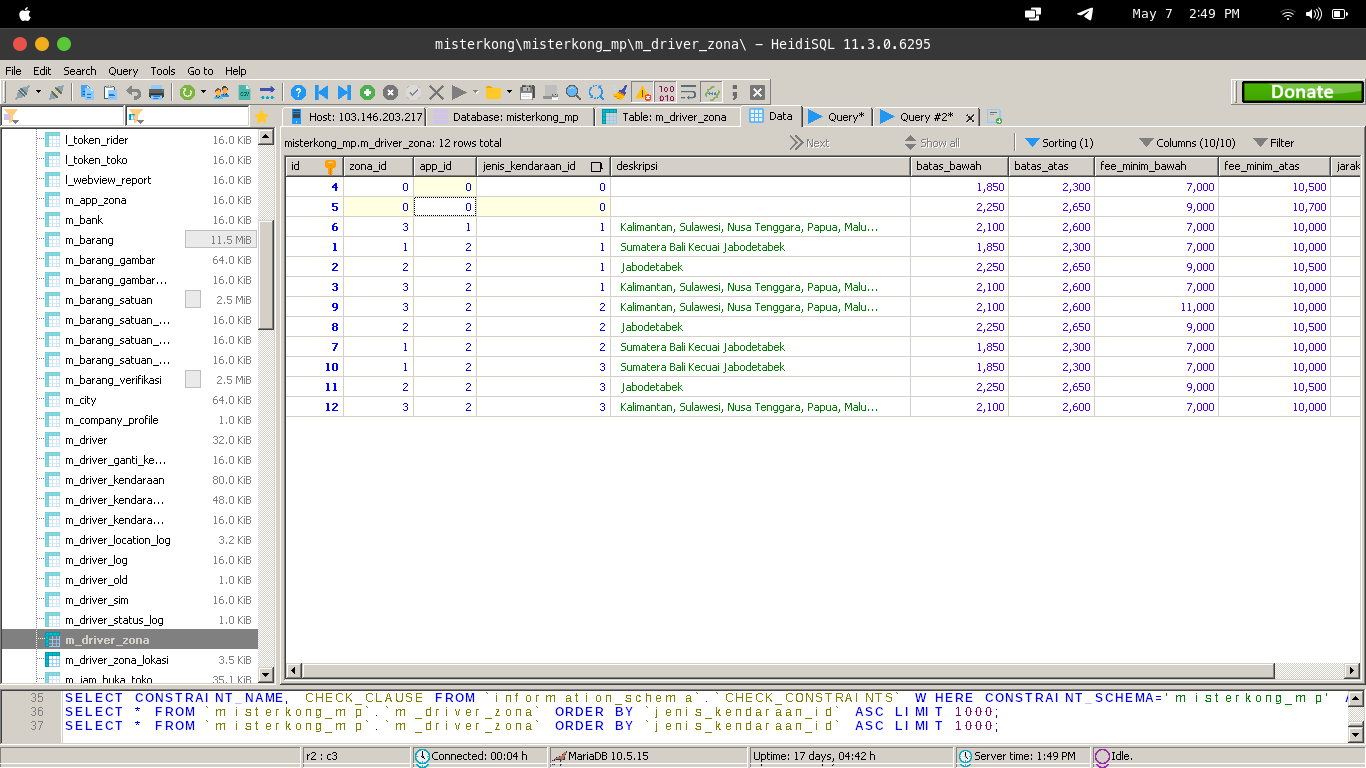 May 7 2:49 PM
misterkong\misterkong_mp\m_driver_zona\ - HeidiSQL 11.3.0.6295
File Edit Search Query Tools Go to Help
Donate
Host: 103.146.203.217 Database: misterkong_mp Table: m_driver_zona Data Query* Query #2*
misterkong_mp.m_driver_zona: 12 rows total Next Show all Sorting (1) Columns (10/10) Filter
id zona_id app_id jenis_kendaraan_id deskripsi batas_bawah batas_atas fee_minim_bawah fee_minim_atas jarak
4 0 0 0 1,850 2,300 7,000 10,500
5 0 0 0 2,250 2,650 9,000 10,700
6 3 1 1 Kalimantan, Sulawesi, Nusa Tenggara, Papua, Malu... 2,100 2,600 7,000 10,000
1 1 2 1 Sumatera Bali Kecuai Jabodetabek 1,850 2,300 7,000 10,000
2 2 2 1 Jabodetabek 2,250 2,650 9,000 10,500
3 3 2 1 Kalimantan, Sulawesi, Nusa Tenggara, Papua, Malu... 2,100 2,600 7,000 10,000
9 3 2 2 Kalimantan, Sulawesi, Nusa Tenggara, Papua, Malu... 2,100 2,600 11,000 10,000
8 2 2 2 Jabodetabek 2,250 2,650 9,000 10,500
7 1 2 2 Sumatera Bali Kecuai Jabodetabek 1,850 2,300 7,000 10,000
10 1 2 3 Sumatera Bali Kecuai Jabodetabek 1,850 2,300 7,000 10,000
11 2 2 3 Jabodetabek 2,250 2,650 9,000 10,500
12 3 2 3 Kalimantan, Sulawesi, Nusa Tenggara, Papua, Malu... 2,100 2,600 7,000 10,000
l_token_rider 16.0 KiB
l_token_toko 16.0 KiB
l_webview_report 16.0 KiB
m_app_zona 16.0 KiB
m_bank 16.0 KiB
m_barang 11.5 MiB
m_barang_gambar 64.0 KiB
m_barang_gambar... 16.0 KiB
m_barang_satuan 2.5 MiB
m_barang_satuan_... 16.0 KiB
m_barang_satuan_... 16.0 KiB
m_barang_satuan_... 16.0 KiB
m_barang_verifikasi 2.5 MiB
m_city 64.0 KiB
m_company_profile 1.0 KiB
m_driver 32.0 KiB
m_driver_ganti_ke... 16.0 KiB
m_driver_kendaraan 80.0 KiB
m_driver_kendara... 48.0 KiB
m_driver_kendara... 16.0 KiB
m_driver_location_log 3.2 KiB
m_driver_log 16.0 KiB
m_driver_old 1.0 KiB
m_driver_sim 16.0 KiB
m_driver_status_log 1.0 KiB
m_driver_zona 16.0 KiB
m_driver_zona_lokasi 3.5 KiB
m_jam_buka_toko 35.1 KiB
35 SELECT CONSTRAINT_NAME, CHECK_CLAUSE FROM `information_schema`.`CHECK_CONSTRAINTS` WHERE CONSTRAINT_SCHEMA='misterkong_mp' A
36 SELECT * FROM `misterkong_mp`.`m_driver_zona` ORDER BY `jenis_kendaraan_id` ASC LIMIT 1000;
37 SELECT * FROM `misterkong_mp`.`m_driver_zona` ORDER BY `jenis_kendaraan_id` ASC LIMIT 1000;
r2 : c3 Connected: 00:04 h MariaDB 10.5.15 Uptime: 17 days, 04:42 h Server time: 1:49 PM Idle.